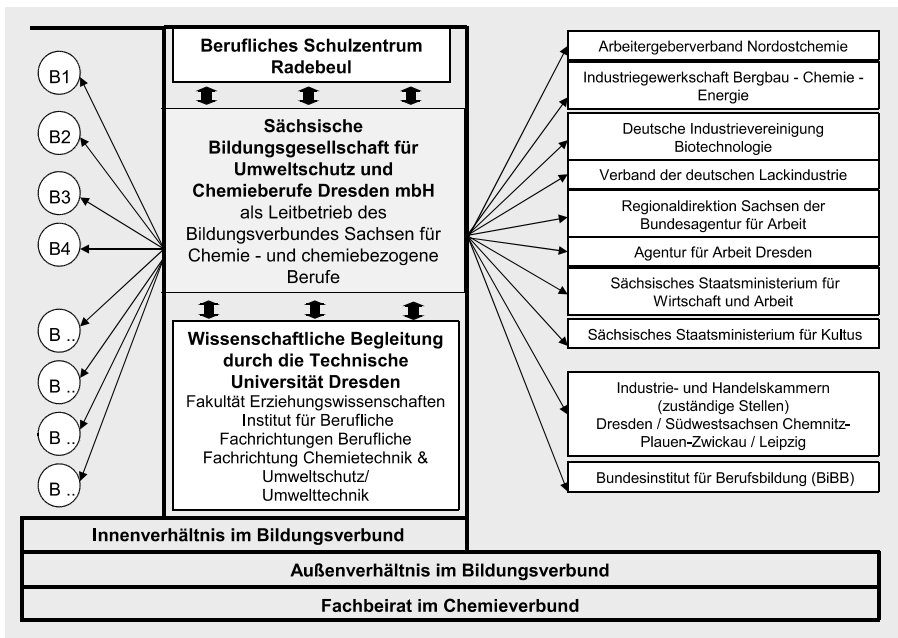 B1
B2
B3
B4
B ..
B ..
B ..
B ..
Berufliches Schulzentrum
Radebeul
Sächsische
Bildungsgesellschaft für
Umweltschutz und
Chemieberufe Dresden mbH
als Leitbetrieb des
Bildungsverbundes Sachsen für
Chemie - und chemiebezogene
Berufe
Wissenschaftliche Begleitung
durch die Technische
Universität Dresden
Fakultät Erziehungswissenschaften
Institut für Berufliche
Fachrichtungen Berufliche
Fachrichtung Chemietechnik &
Umweltschutz/
Umwelttechnik
Arbeitergeberverband Nordostchemie
Industriegewerkschaft Bergbau - Chemie -
Energie
Deutsche Industrievereinigung
Biotechnologie
Verband der deutschen Lackindustrie
Regionaldirektion Sachsen der
Bundesagentur für Arbeit
Agentur für Arbeit Dresden
Sächsisches Staatsministerium für
Wirtschaft und Arbeit
Sächsisches Staatsministerium für Kultus
Industrie- und Handelskammern
(zuständige Stellen)
Dresden / Südwestsachsen Chemnitz-
Plauen-Zwickau / Leipzig
Bundesinstitut für Berufsbildung (BiBB)
Innenverhältnis im Bildungsverbund
Außenverhältnis im Bildungsverbund
Fachbeirat im Chemieverbund